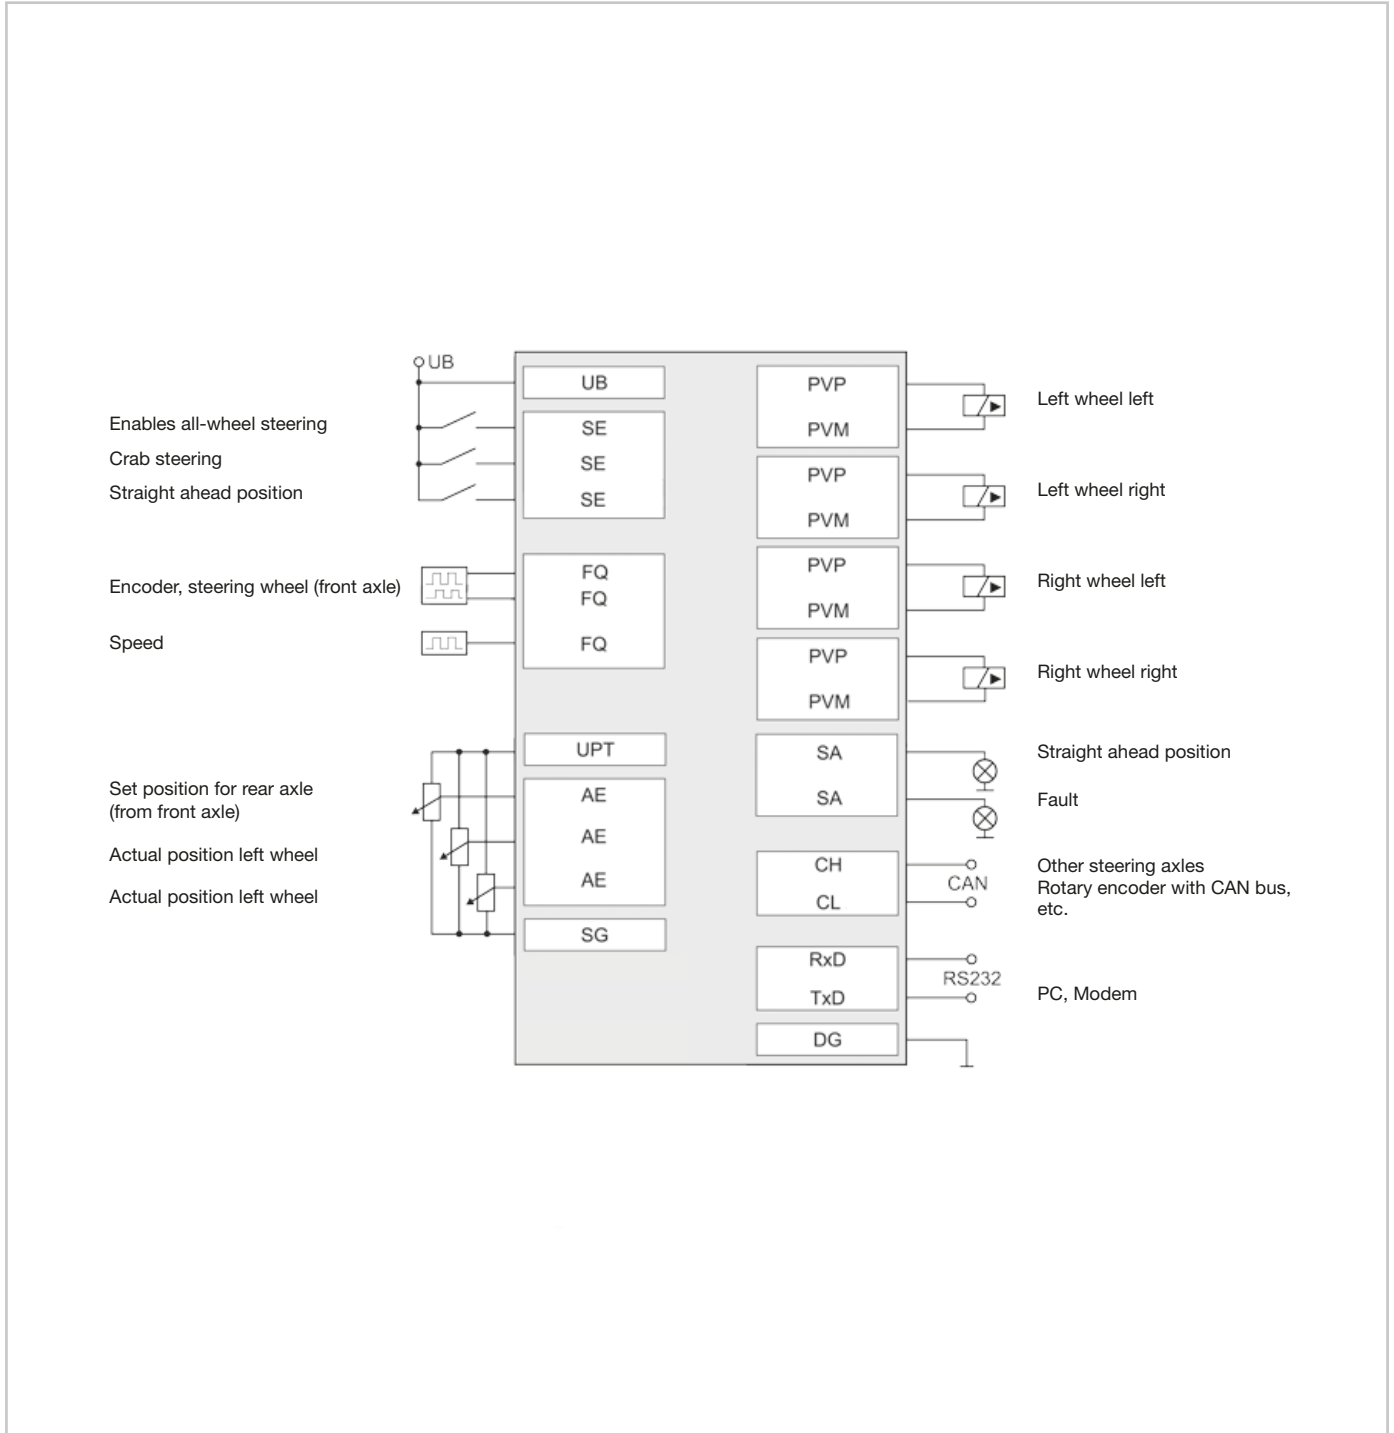 UB
Enables all-wheel steering
Crab steering
Straight ahead position
Encoder, steering wheel (front axle)
Speed
Set position for rear axle
(from front axle)
Actual position left wheel
Actual position left wheel
UB
SE
SE
SE
FQ
FQ
FQ
UPT
AE
AE
AE
SG
PVP
PVM
PVP
PVM
PVP
PVM
PVP
PVM
SA
SA
CH
CL
RxD
TxD
DG
CAN
RS232
Left wheel left
Left wheel right
Right wheel left
Right wheel right
Straight ahead position
Fault
Other steering axles
Rotary encoder with CAN bus,
etc.
PC, Modem